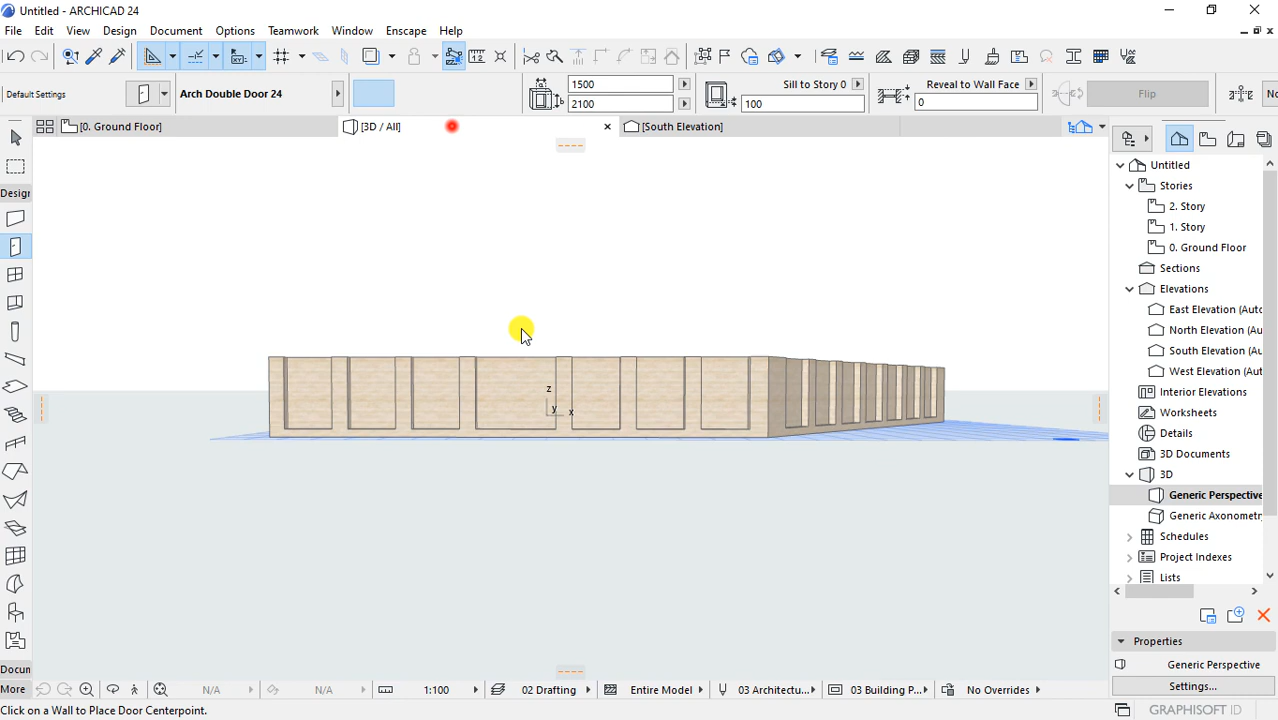 Untitled - ARCHICAD 24
File Edit View Design Document Options Teamwork Window Enscape Help
Default Settings
Arch Double Door 24
1500
2100
Sill to Story 0
100
Reveal to Wall Face
0
Flip
No
[0. Ground Floor]
[3D / All]
[South Elevation]
Design
Untitled
Stories
2. Story
1. Story
0. Ground Floor
Sections
Elevations
East Elevation (Auto
North Elevation (Au
South Elevation (Au
West Elevation (Aut
Interior Elevations
Worksheets
Details
3D Documents
3D
Generic Perspective
Generic Axonometr
Schedules
Project Indexes
Lists
z
y
x
Properties
Generic Perspective
Settings...
Docun
More
N/A
N/A
1:100
02 Drafting
Entire Model
03 Architectu...
03 Building P...
No Overrides
Click on a Wall to Place Door Centerpoint.
GRAPHISOFT ID